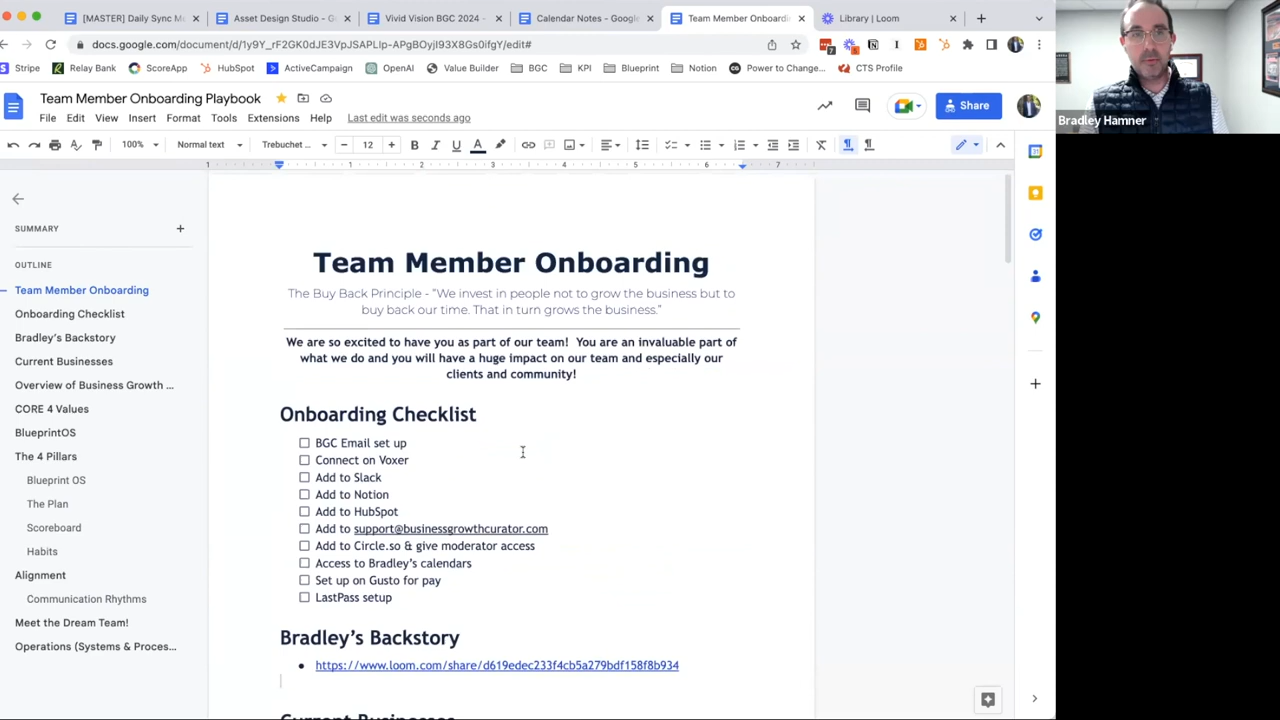 [MASTER] Daily Sync M
Asset Design Studio - G
Vivid Vision BGC 2024 -
Calendar Notes - Google
Team Member Onboardi
Library | Loom
docs.google.com/document/d/1y9Y_rF2GK0dJE3VpJSAPLIp-APgBOyjI93X8Gs0ifgY/edit#
Stripe
Relay Bank
ScoreApp
HubSpot
ActiveCampaign
OpenAI
Value Builder
BGC
KPI
Blueprint
Notion
Power to Change...
CTS Profile
Bradley Hamner
Team Member Onboarding Playbook
Share
File Edit View Insert Format Tools Extensions Help Last edit was seconds ago
100% Normal text Trebuchet ... 12
1 1 2 3 4 5 6 7
SUMMARY
OUTLINE
Team Member Onboarding
Onboarding Checklist
Bradley's Backstory
Current Businesses
Overview of Business Growth ...
CORE 4 Values
BlueprintOS
The 4 Pillars
Blueprint OS
The Plan
Scoreboard
Habits
Alignment
Communication Rhythms
Meet the Dream Team!
Operations (Systems & Proces...
Team Member Onboarding
The Buy Back Principle - "We invest in people not to grow the business but to
buy back our time. That in turn grows the business."
We are so excited to have you as part of our team! You are an invaluable part of
what we do and you will have a huge impact on our team and especially our
clients and community!
Onboarding Checklist
BGC Email set up
Connect on Voxer
Add to Slack
Add to Notion
Add to HubSpot
Add to support@businessgrowthcurator.com
Add to Circle.so & give moderator access
Access to Bradley's calendars
Set up on Gusto for pay
LastPass setup
Bradley's Backstory
https://www.loom.com/share/d619edec233f4cb5a279bdf158f8b934
Current Businesses